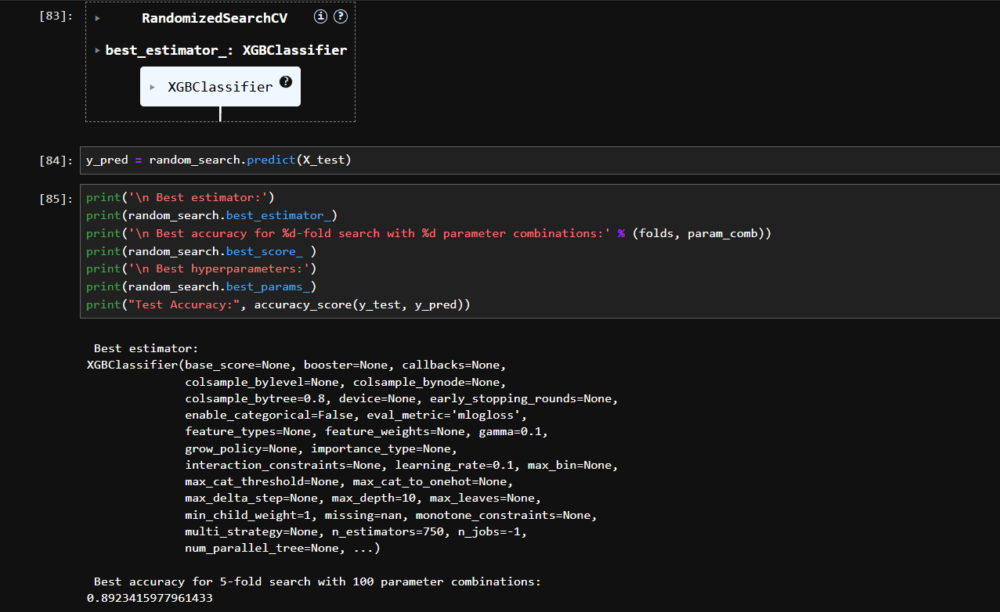 [83]:
RandomizedSearchCV
best_estimator_: XGBClassifier
XGBClassifier
[84]:
y_pred = random_search.predict(X_test)
[85]:
print('\n Best estimator:')
print(random_search.best_estimator_)
print('\n Best accuracy for %d-fold search with %d parameter combinations:' % (folds, param_comb))
print(random_search.best_score_ )
print('\n Best hyperparameters:')
print(random_search.best_params_)
print("Test Accuracy:", accuracy_score(y_test, y_pred))
Best estimator:
XGBClassifier(base_score=None, booster=None, callbacks=None,
colsample_bylevel=None, colsample_bynode=None,
colsample_bytree=0.8, device=None, early_stopping_rounds=None,
enable_categorical=False, eval_metric='mlogloss',
feature_types=None, feature_weights=None, gamma=0.1,
grow_policy=None, importance_type=None,
interaction_constraints=None, learning_rate=0.1, max_bin=None,
max_cat_threshold=None, max_cat_to_onehot=None,
max_delta_step=None, max_depth=10, max_leaves=None,
min_child_weight=1, missing=nan, monotone_constraints=None,
multi_strategy=None, n_estimators=750, n_jobs=-1,
num_parallel_tree=None, ...)
Best accuracy for 5-fold search with 100 parameter combinations:
0.8923415977961433